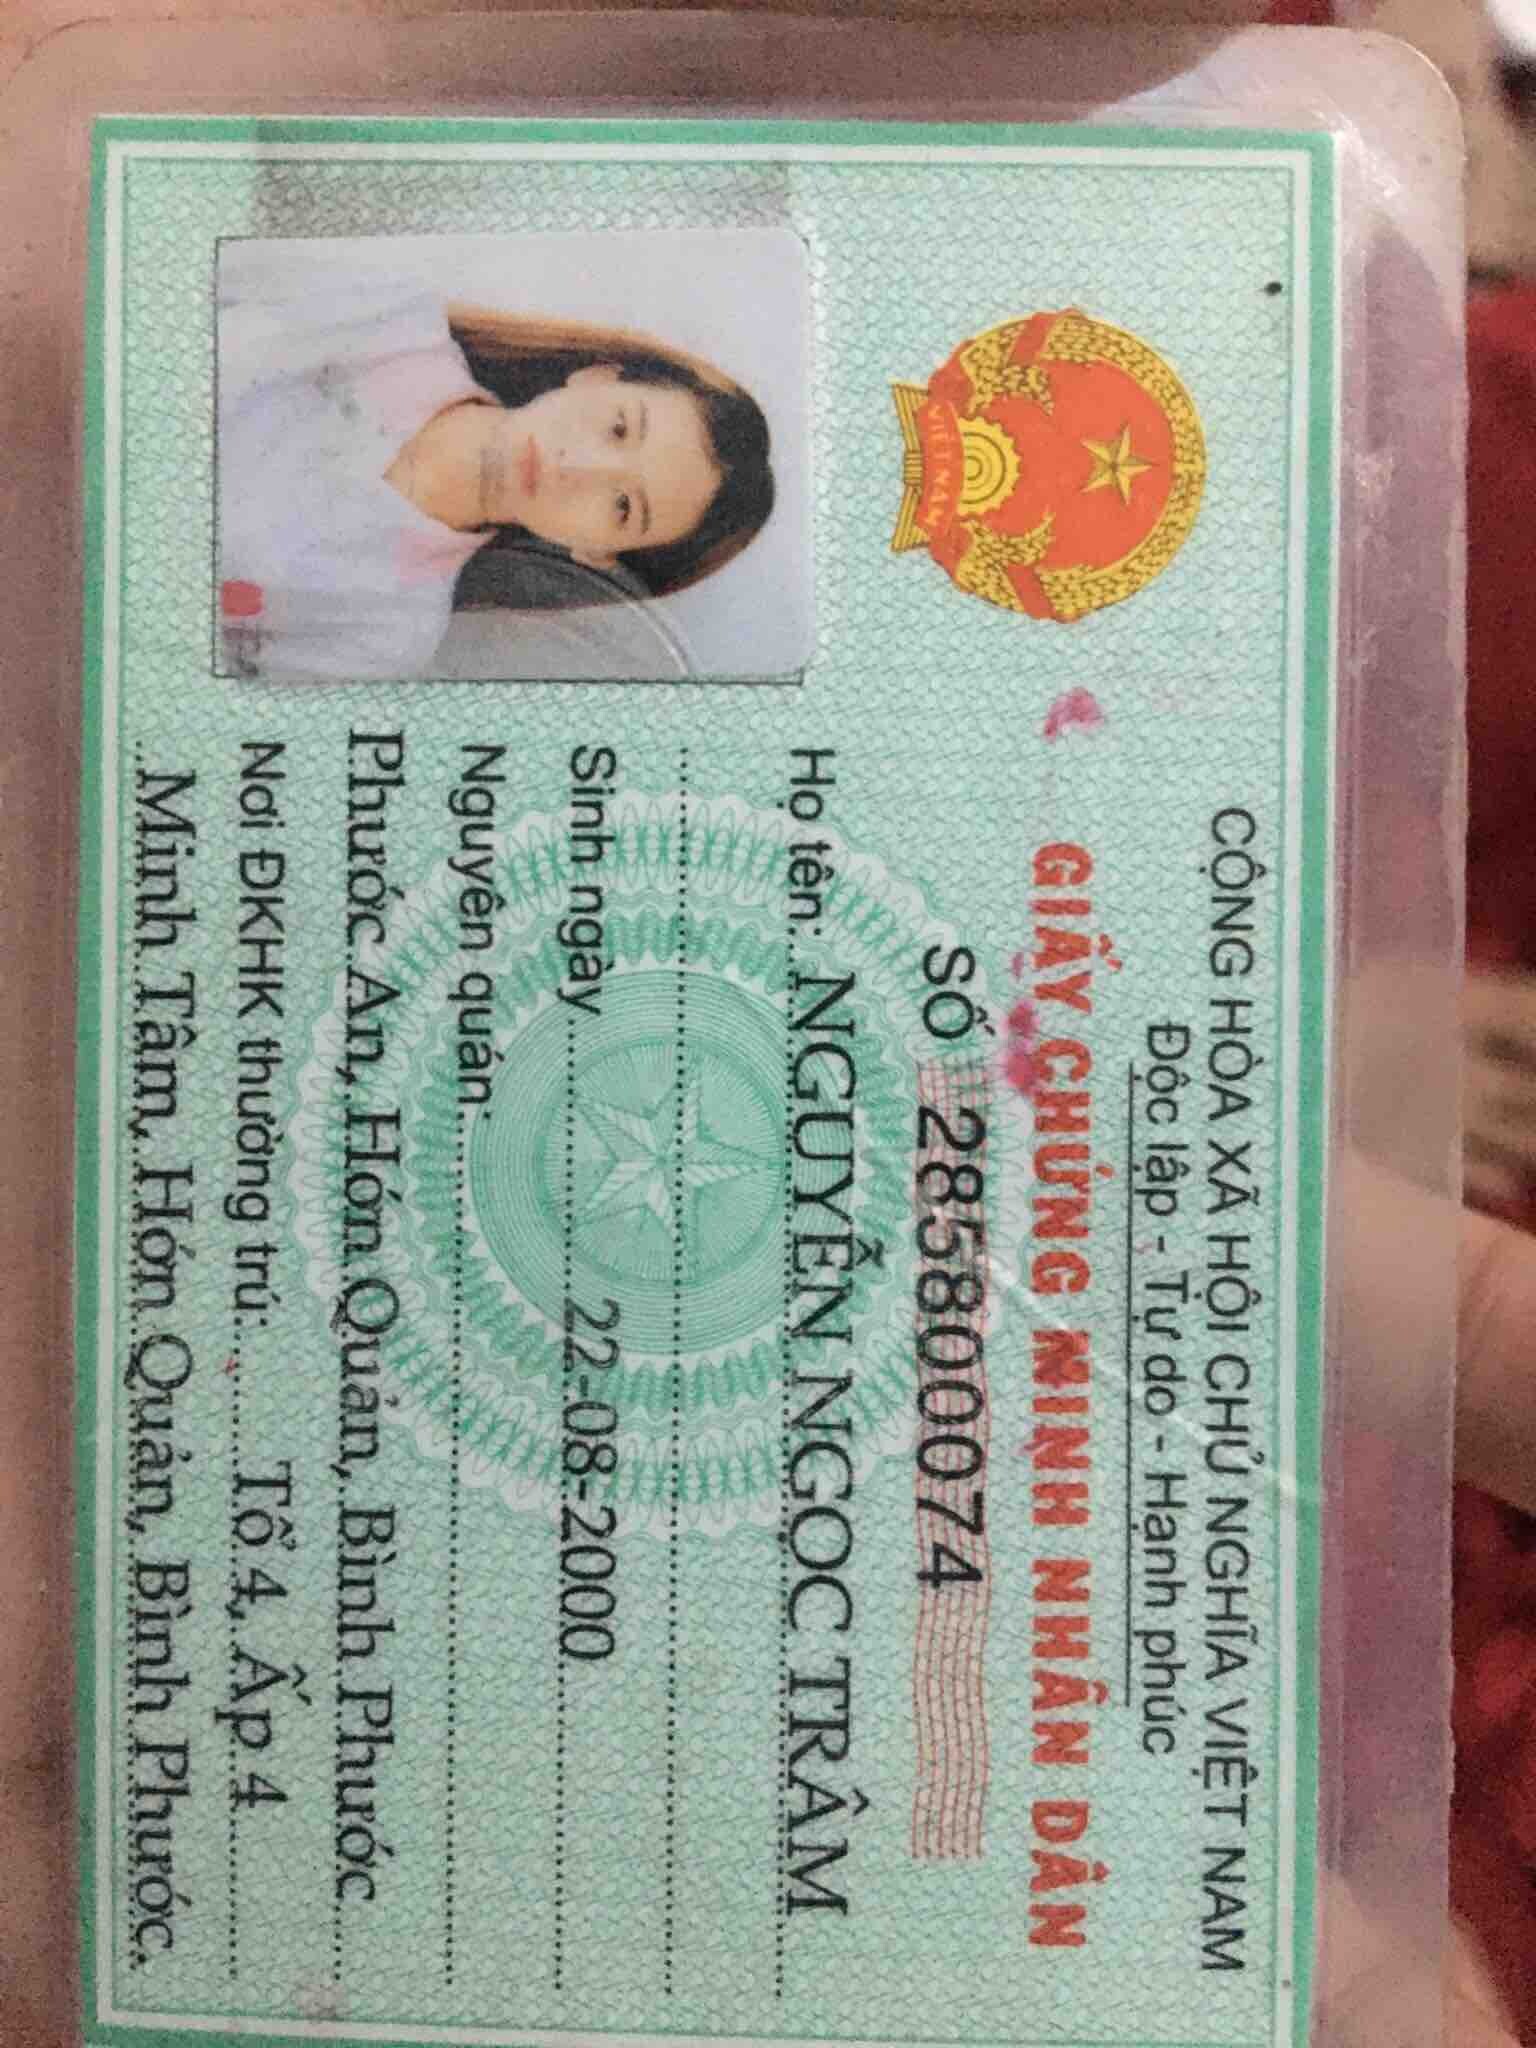 CỘNG HÒA XÃ HỘI CHỦ NGHĨA VIỆT NAM
Độc lập - Tự do - Hạnh phúc
GIẤY CHỨNG MINH NHÂN DÂN
SỐ 285800074
Họ tên: NGUYỄN NGỌC TRÂM
Sinh ngày 22-08-2000
Nguyên quán:
Phước An, Hớn Quản, Bình Phước
Nơi ĐKHK thường trú: Tổ 4, Ấp 4
Minh Tâm, Hớn Quản, Bình Phước.
VIỆT NAM